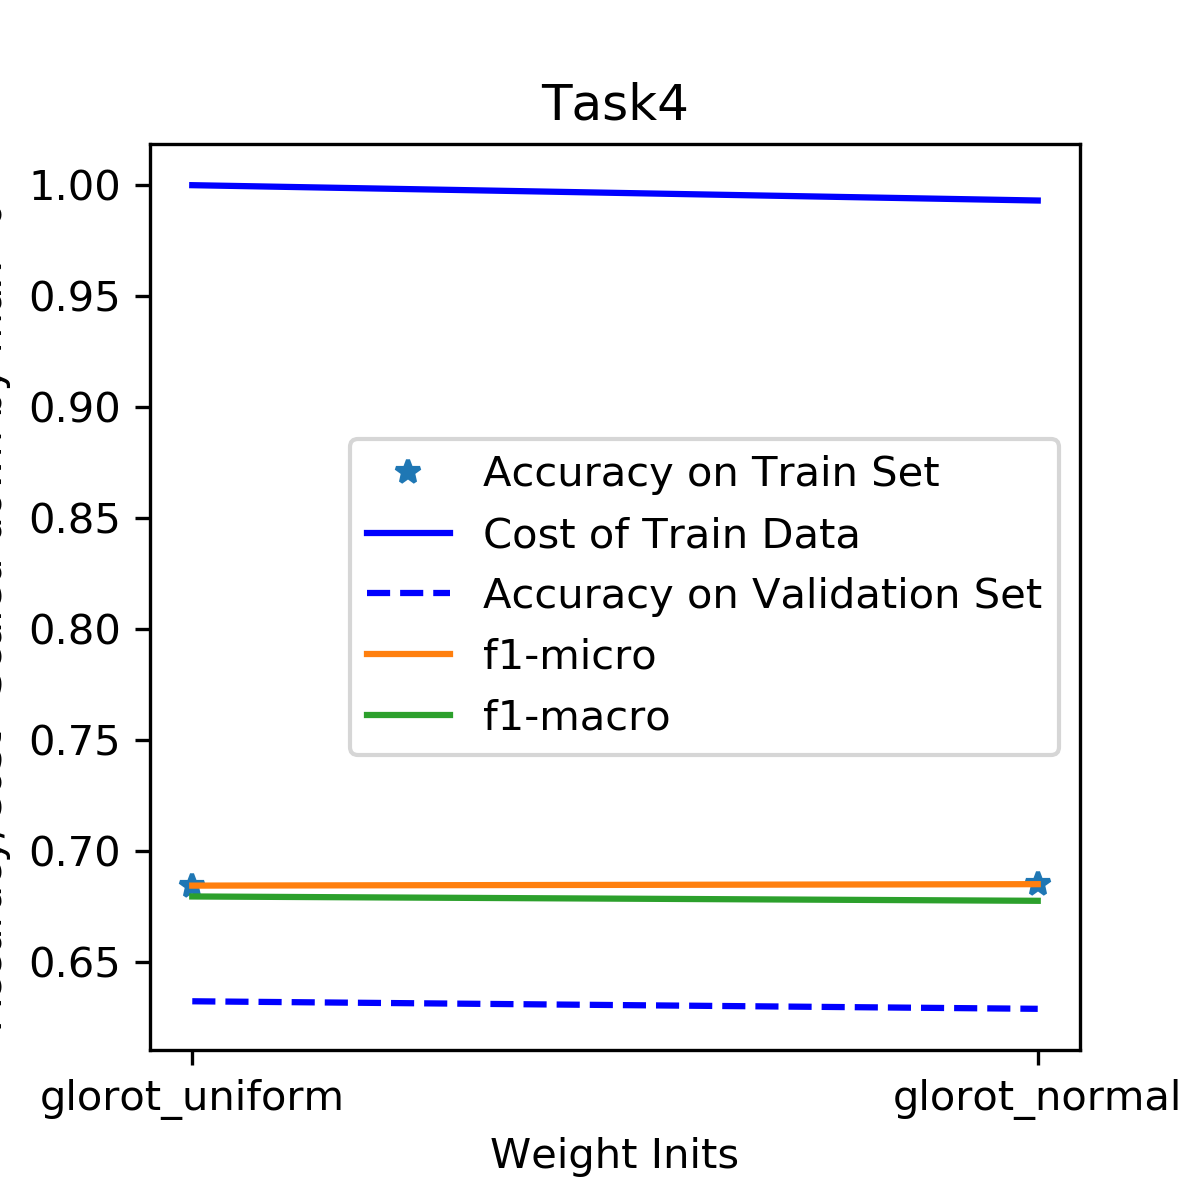 Task4
1.00
0.95
0.90
0.85
0.80
0.75
0.70
0.65
Accuracy on Train Set
Cost of Train Data
Accuracy on Validation Set
f1-micro
f1-macro
glorot_uniform
glorot_normal
Weight Inits